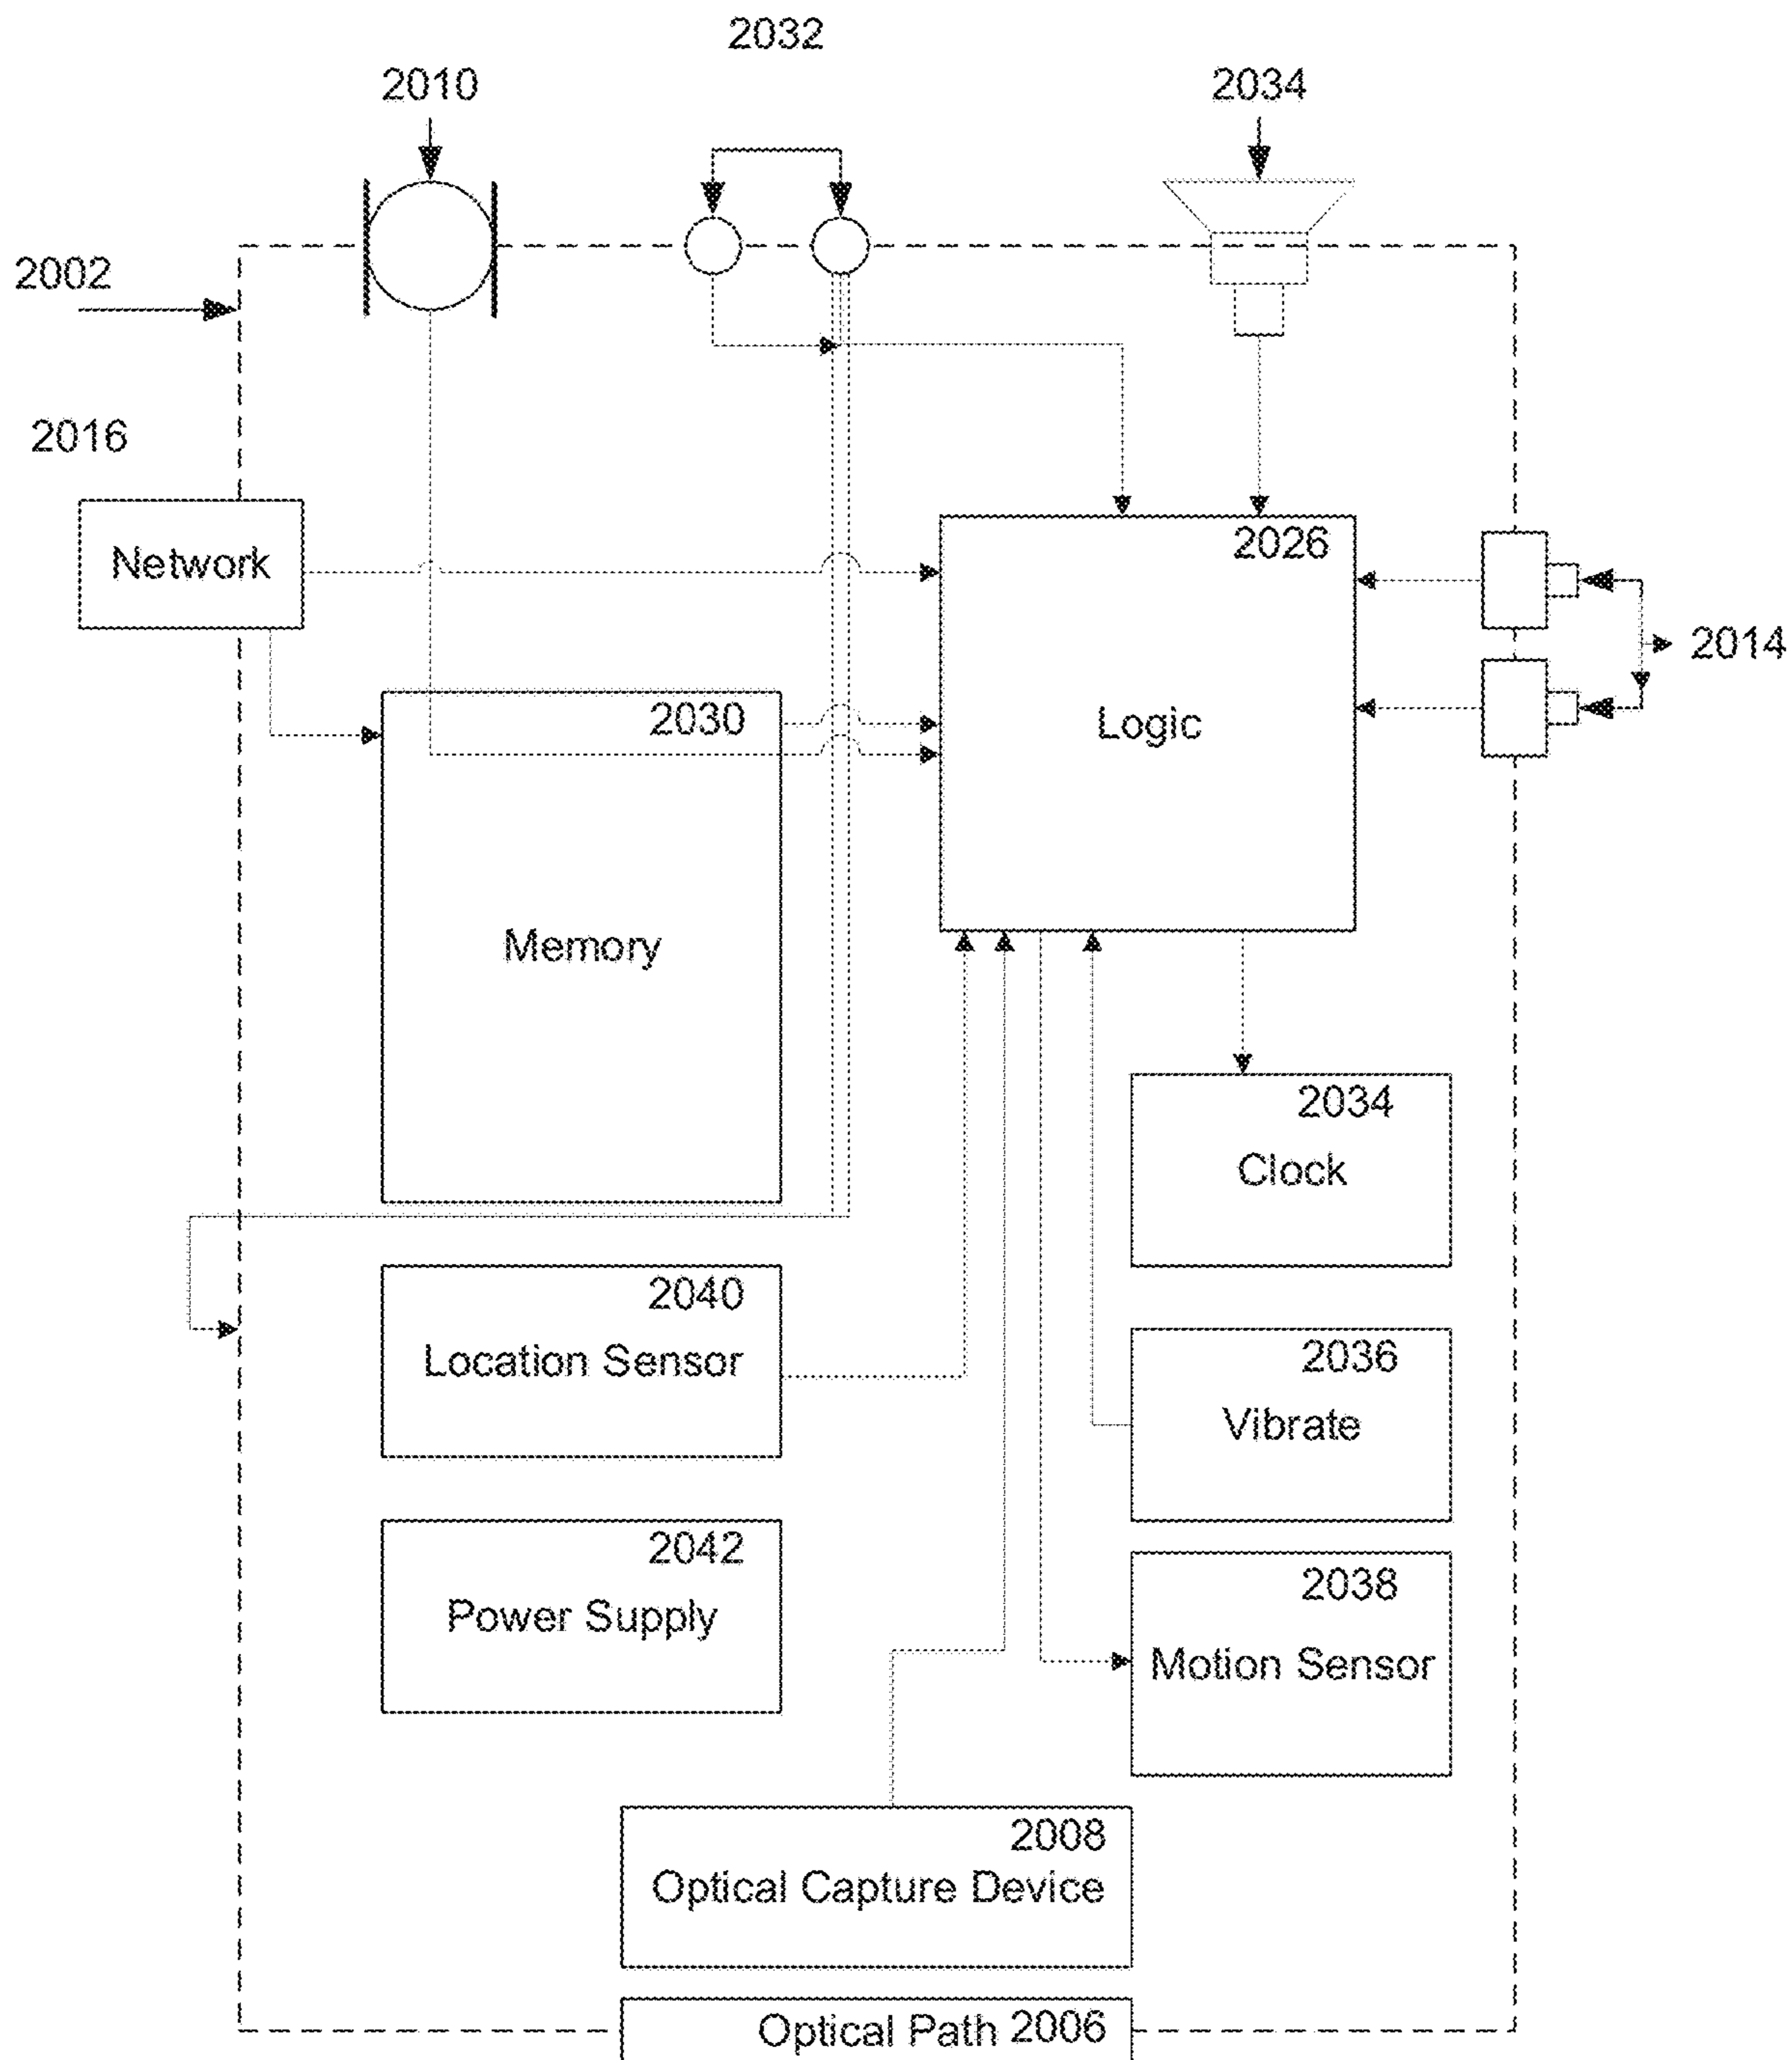 2032
2010
2034
2002
2016
Network
2026
Logic
2014
2030
Memory
2034
Clock
2040
Location Sensor
2036
Vibrate
2042
Power Supply
2038
Motion Sensor
2008
Optical Capture Device
Optical Path 2006